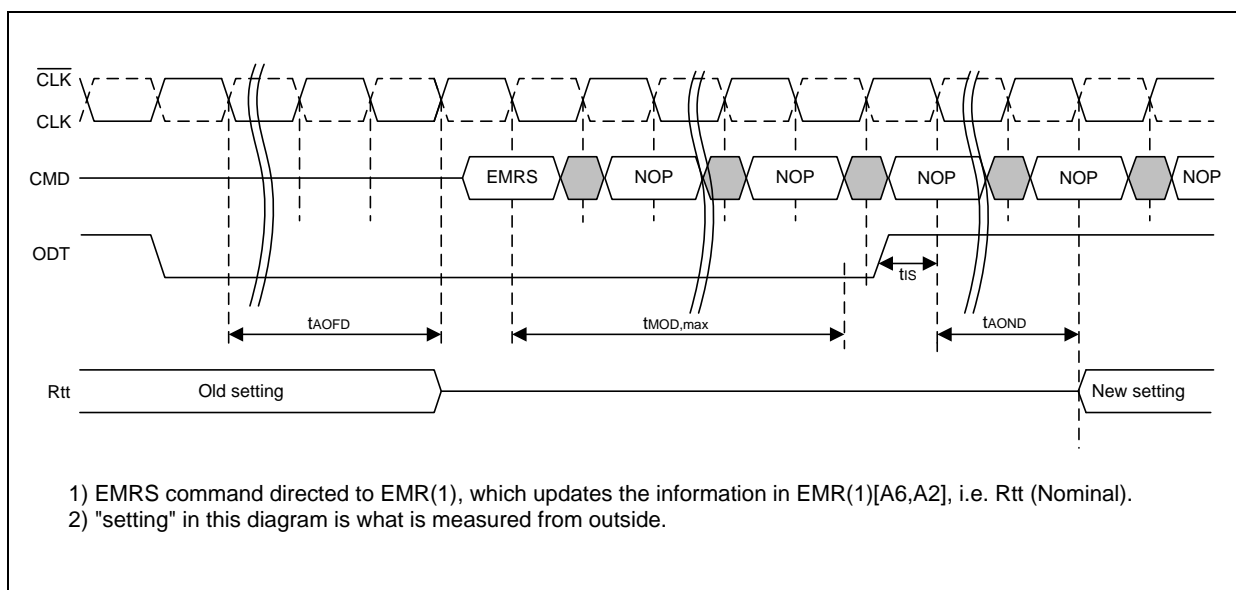 CLK
CLK
CMD
EMRS
NOP
NOP
NOP
NOP
NOP
ODT
tIS
tAOFD
tMOD,max
tAOND
Rtt
Old setting
New setting
1) EMRS command directed to EMR(1), which updates the information in EMR(1)[A6,A2], i.e. Rtt (Nominal).
2) "setting" in this diagram is what is measured from outside.